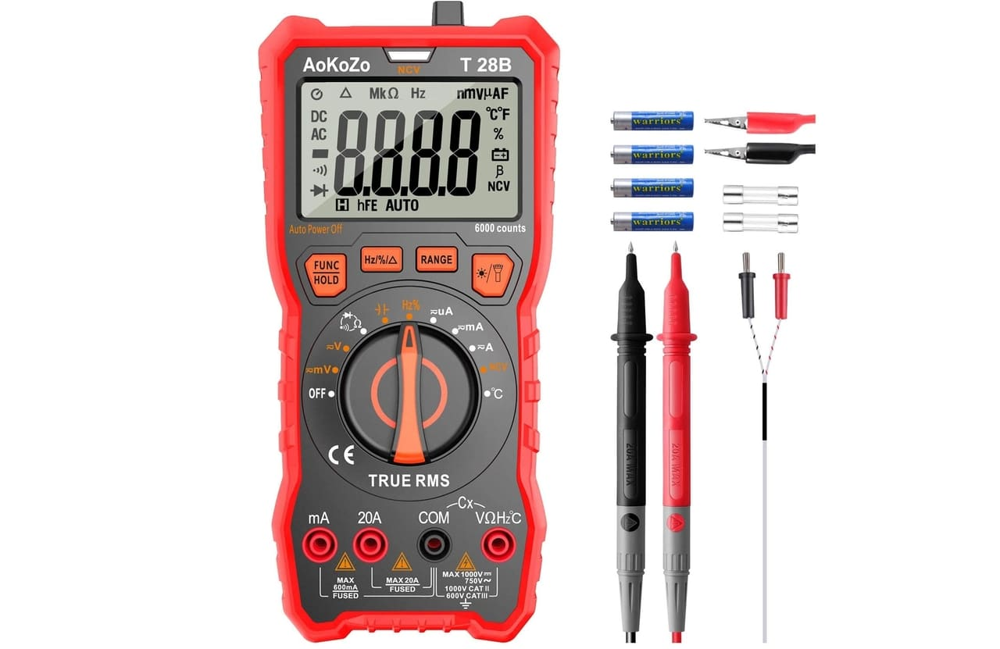 AoKoZo
T 28B
NCV
MkΩ Hz nmVµAF
DC
AC
8.8.8.8
°C°F
%
β
NCV
H hFE AUTO
Auto Power Off
6000 counts
FUNC
HOLD
Hz/%/△
RANGE
Hz%
uA
mA
A
NCV
°C
Ω
V
mV
OFF
CE
TRUE RMS
mA
20A
COM
Cx
VΩHz°C
MAX
600mA
FUSED
MAX 20A
FUSED
MAX 1000V
750V~
1000V CAT II
600V CAT III
warriors
warriors
warriors
warriors
20A MAX
20A MAX